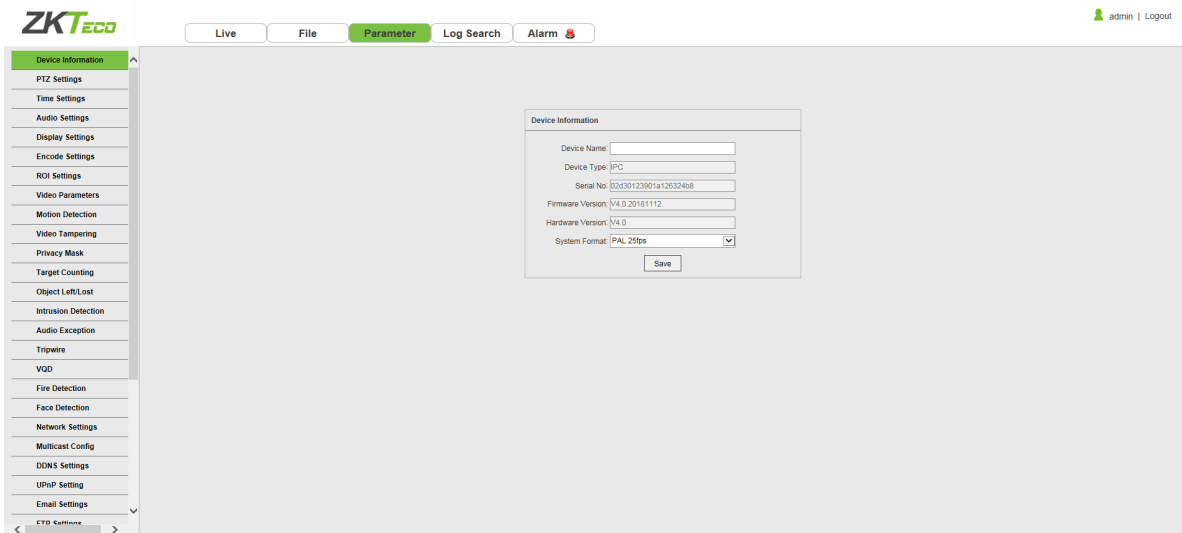 ZKTECO
admin | Logout
Live File Parameter Log Search Alarm
Device Information
PTZ Settings
Time Settings
Audio Settings
Display Settings
Encode Settings
ROI Settings
Video Parameters
Motion Detection
Video Tampering
Privacy Mask
Target Counting
Object Left/Lost
Intrusion Detection
Audio Exception
Tripwire
VQD
Fire Detection
Face Detection
Network Settings
Multicast Config
DDNS Settings
UPnP Setting
Email Settings
FTP Settings
Device Information
Device Name:
Device Type: IPC
Serial No: 02d30123901a126324b8
Firmware Version: V4.0.20181112
Hardware Version: V4.0
System Format: PAL 25fps
Save